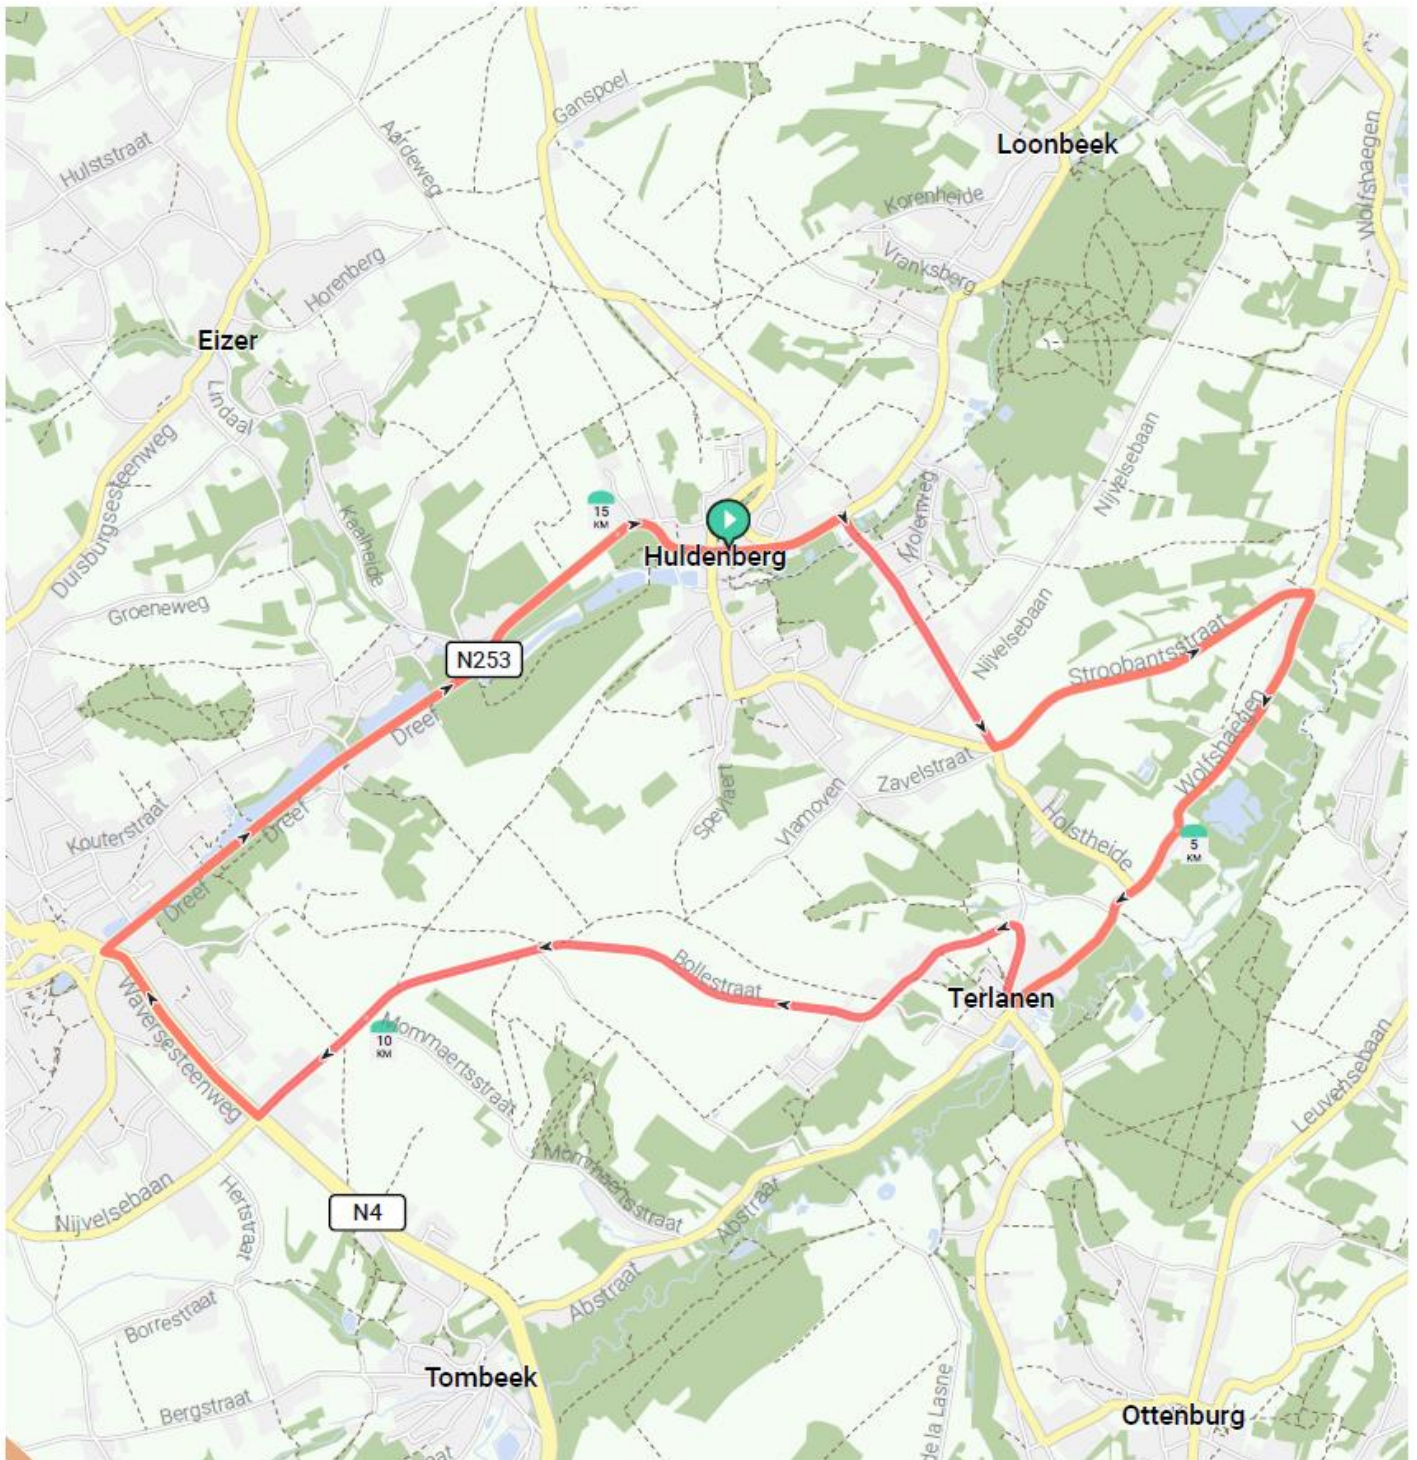 Ganspoel
Aardeweg
Hulststraat
Loonbeek
Wolfshaegen
Korenheide
Vranksberg
Horenberg
Eizer
Lindaal
Duisburgsesteenweg
Kaalheide
Nijvelsebaan
Moenweg
15
KM
Huldenberg
Groeneweg
N253
Nijvelsebaan
Stroobantsstraat
Dreef
Wolfshaegen
Zavelstraat
Speylaert
Vlamoven
Holstheide
Kouterstraat
Dreef
5
KM
Dreef
Bollestraat
Terlanen
Waversesteenweg
10
KM
Mommaertsstraat
Leuvensebaan
Mommaertsstraat
Nijvelsebaan
Hertstraat
N4
Abstraat
Abstraat
Borrestraat
Tombeek
Bergstraat
Ottenburg
de la Lasne
aat